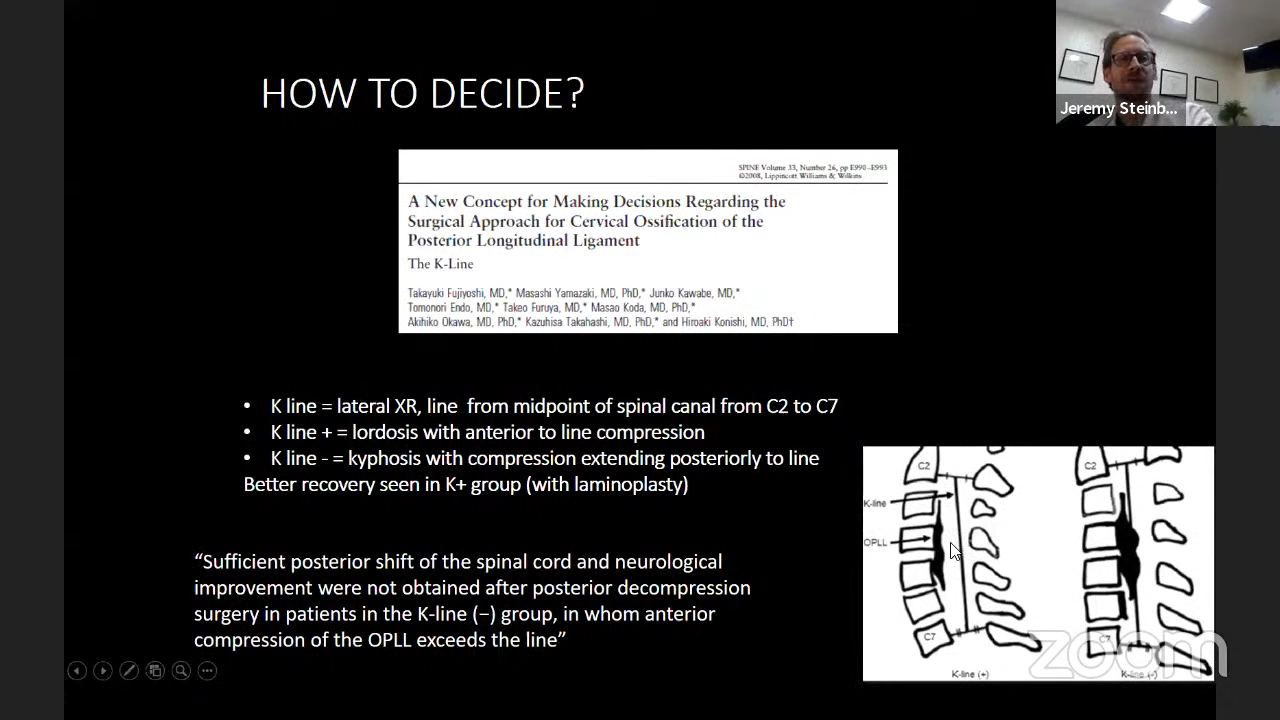 HOW TO DECIDE?
Jeremy Steinb...
SPINE Volume 33, Number 26, pp E990–E993
©2008, Lippincott Williams & Wilkins
A New Concept for Making Decisions Regarding the
Surgical Approach for Cervical Ossification of the
Posterior Longitudinal Ligament
The K-Line
Takayuki Fujiyoshi, MD,* Masashi Yamazaki, MD, PhD,* Junko Kawabe, MD,*
Tomonori Endo, MD,* Takeo Furuya, MD,* Masao Koda, MD, PhD,*
Akihiko Okawa, MD, PhD,* Kazuhisa Takahashi, MD, PhD,* and Hiroaki Konishi, MD, PhD†
• K line = lateral XR, line from midpoint of spinal canal from C2 to C7
• K line + = lordosis with anterior to line compression
• K line - = kyphosis with compression extending posteriorly to line
Better recovery seen in K+ group (with laminoplasty)
“Sufficient posterior shift of the spinal cord and neurological
improvement were not obtained after posterior decompression
surgery in patients in the K-line (−) group, in whom anterior
compression of the OPLL exceeds the line”
C2
C2
K-line
OPLL
C7
C7
K-line (+)
K-line (-)
zoom